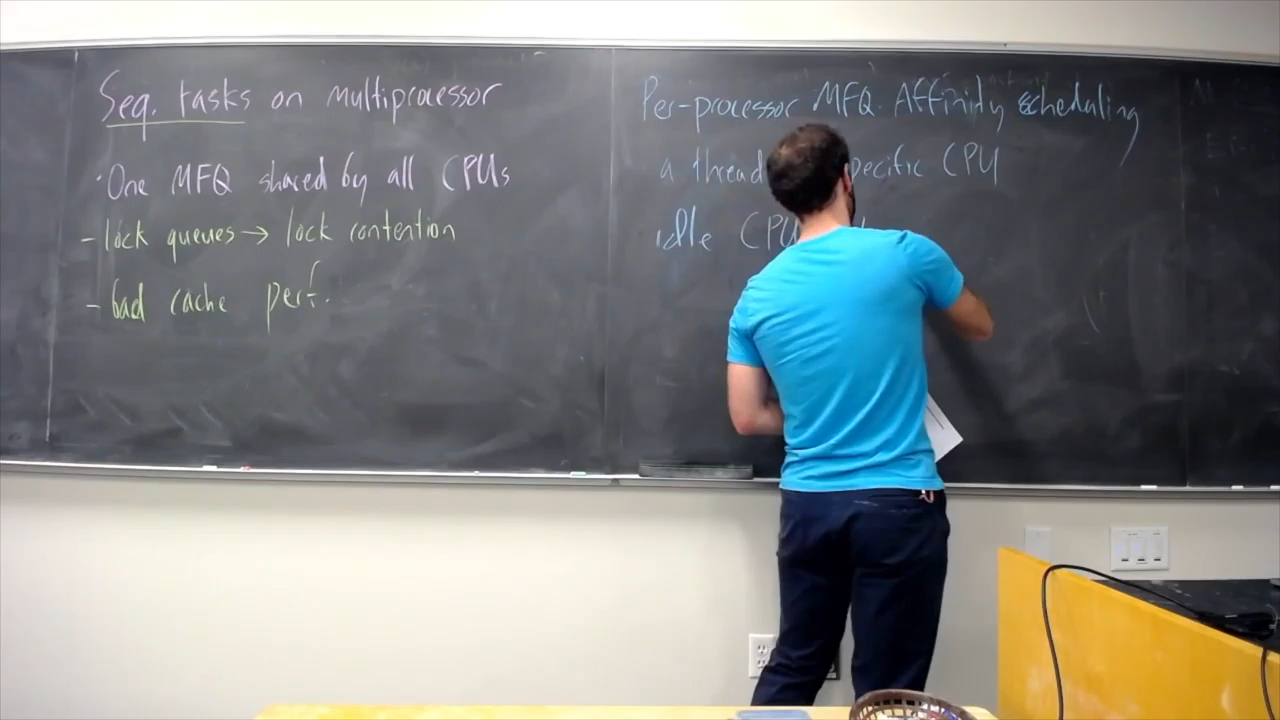 Seq. tasks on multiprocessor
· One MFQ shared by all CPUs
- lock queues → lock contention
- bad cache perf.
Per-processor MFQ. Affinity scheduling
a thread specific CPU
idle CPU